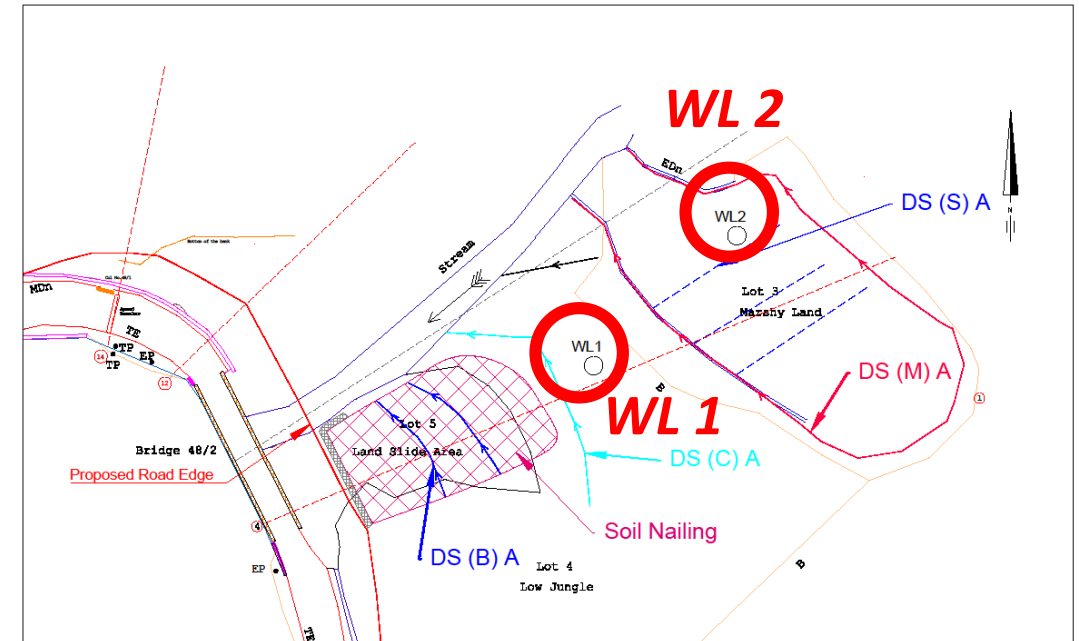 WL 2
EDn
DS (S) A
WL2
Stream
Bottom of the bank
MDn
Lot 3
Marshy Land
TE
TP
EP
14
TP
12
WL1
B
DS (M) A
1
WL 1
Lot 5
Bridge 48/2
Land Slide Area
DS (C) A
Proposed Road Edge
4
Soil Nailing
DS (B) A
EP
Lot 4
Low Jungle
B
TE
N